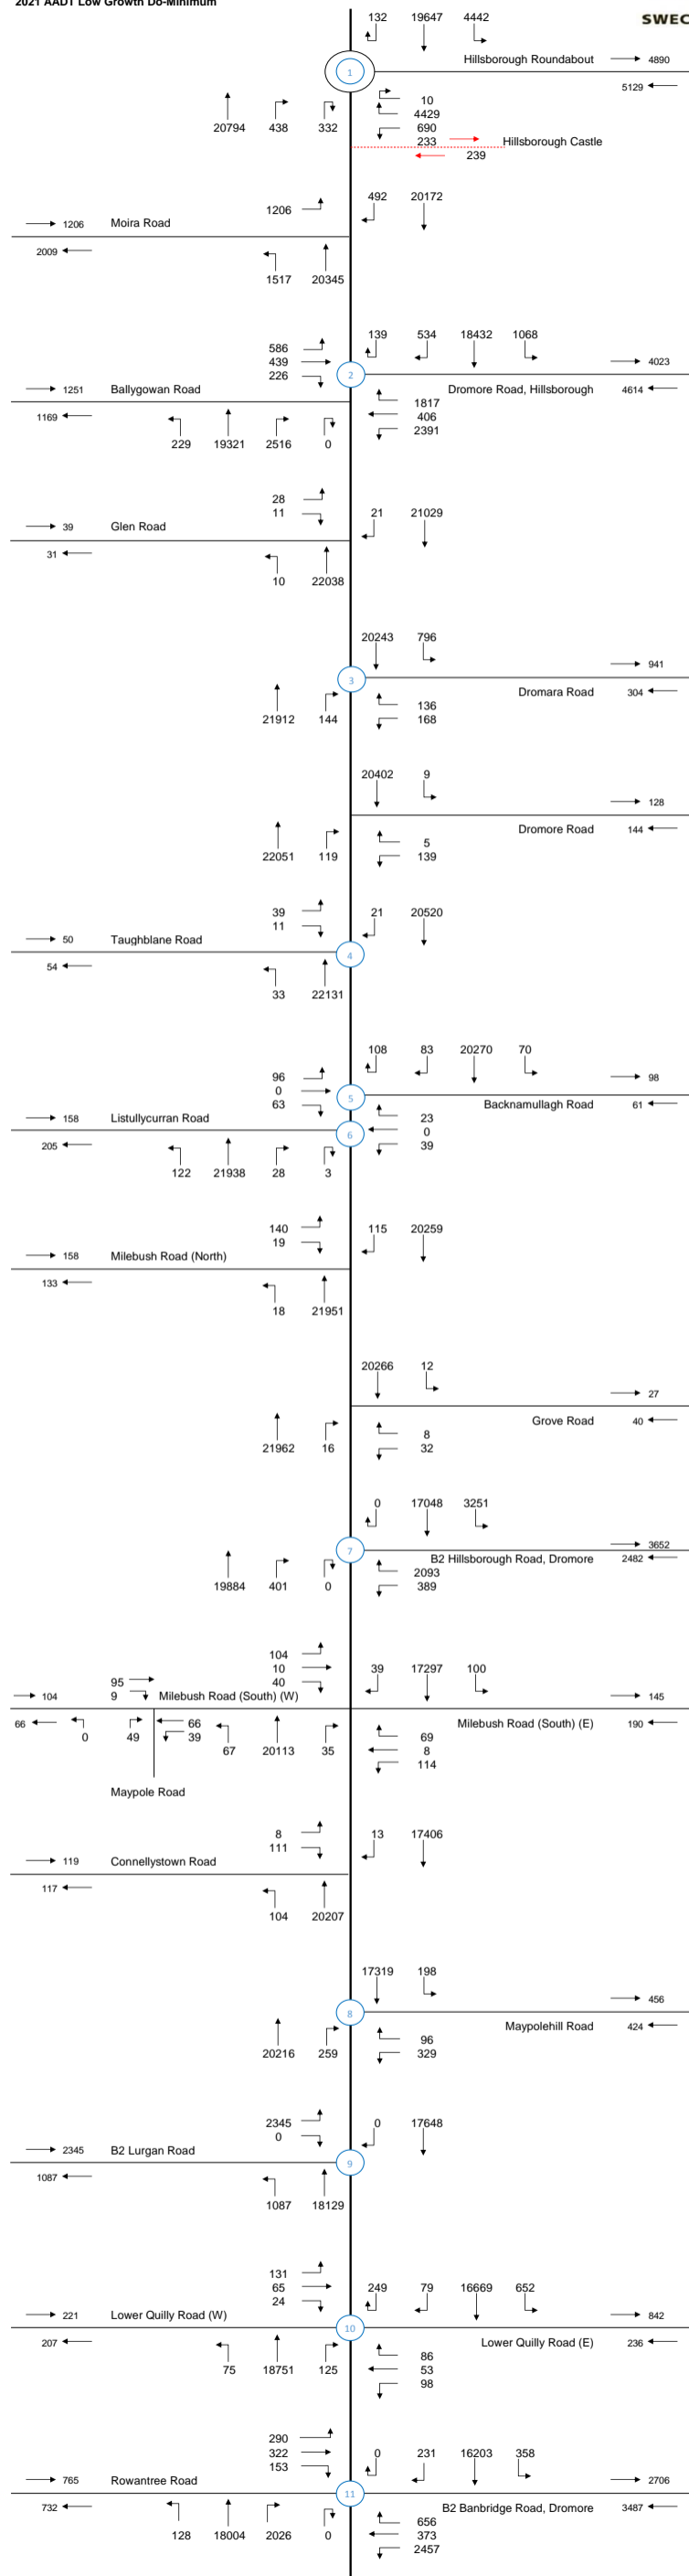 2021 AADT Low Growth Do-Minimum
SWEC
132 19647 4442
Hillsborough Roundabout 4890
1
5129
10
20794 438 332
4429
690
233 Hillsborough Castle
239
492 20172
1206
1206 Moira Road
2009
1517 20345
139 534 18432 1068
586
439
226
4023
2
1251 Ballygowan Road
Dromore Road, Hillsborough 4614
1169
1817
406
2391
229 19321 2516 0
28
11
21 21029
39 Glen Road
31
10 22038
20243 796
941
3
Dromara Road 304
136
168
21912 144
20402 9
128
Dromore Road 144
5
139
22051 119
39
11
21 20520
50 Taughblane Road
4
54
33 22131
108 83 20270 70
96
0
63
98
5
Backnamullagh Road 61
158 Listullycurran Road
6
23
0
39
205
122 21938 28 3
140
19
115 20259
158 Milebush Road (North)
133
18 21951
20266 12
27
Grove Road 40
8
32
21962 16
0 17048 3251
3652
7
B2 Hillsborough Road, Dromore 2482
2093
389
19884 401 0
104
10
40
39 17297 100
95
9
104 Milebush Road (South) (W)
145
66
0 49 66
39
67 20113 35
Milebush Road (South) (E) 190
69
8
114
Maypole Road
8
111
13 17406
119 Connellystown Road
117
104 20207
17319 198
456
8
Maypolehill Road 424
96
329
20216 259
2345
0
0 17648
2345 B2 Lurgan Road
9
1087
1087 18129
131
65
24
249 79 16669 652
221 Lower Quilly Road (W)
842
10
207
Lower Quilly Road (E) 236
75 18751 125
86
53
98
290
322
153
0 231 16203 358
765 Rowantree Road
2706
11
732
B2 Banbridge Road, Dromore 3487
128 18004 2026 0
656
373
2457